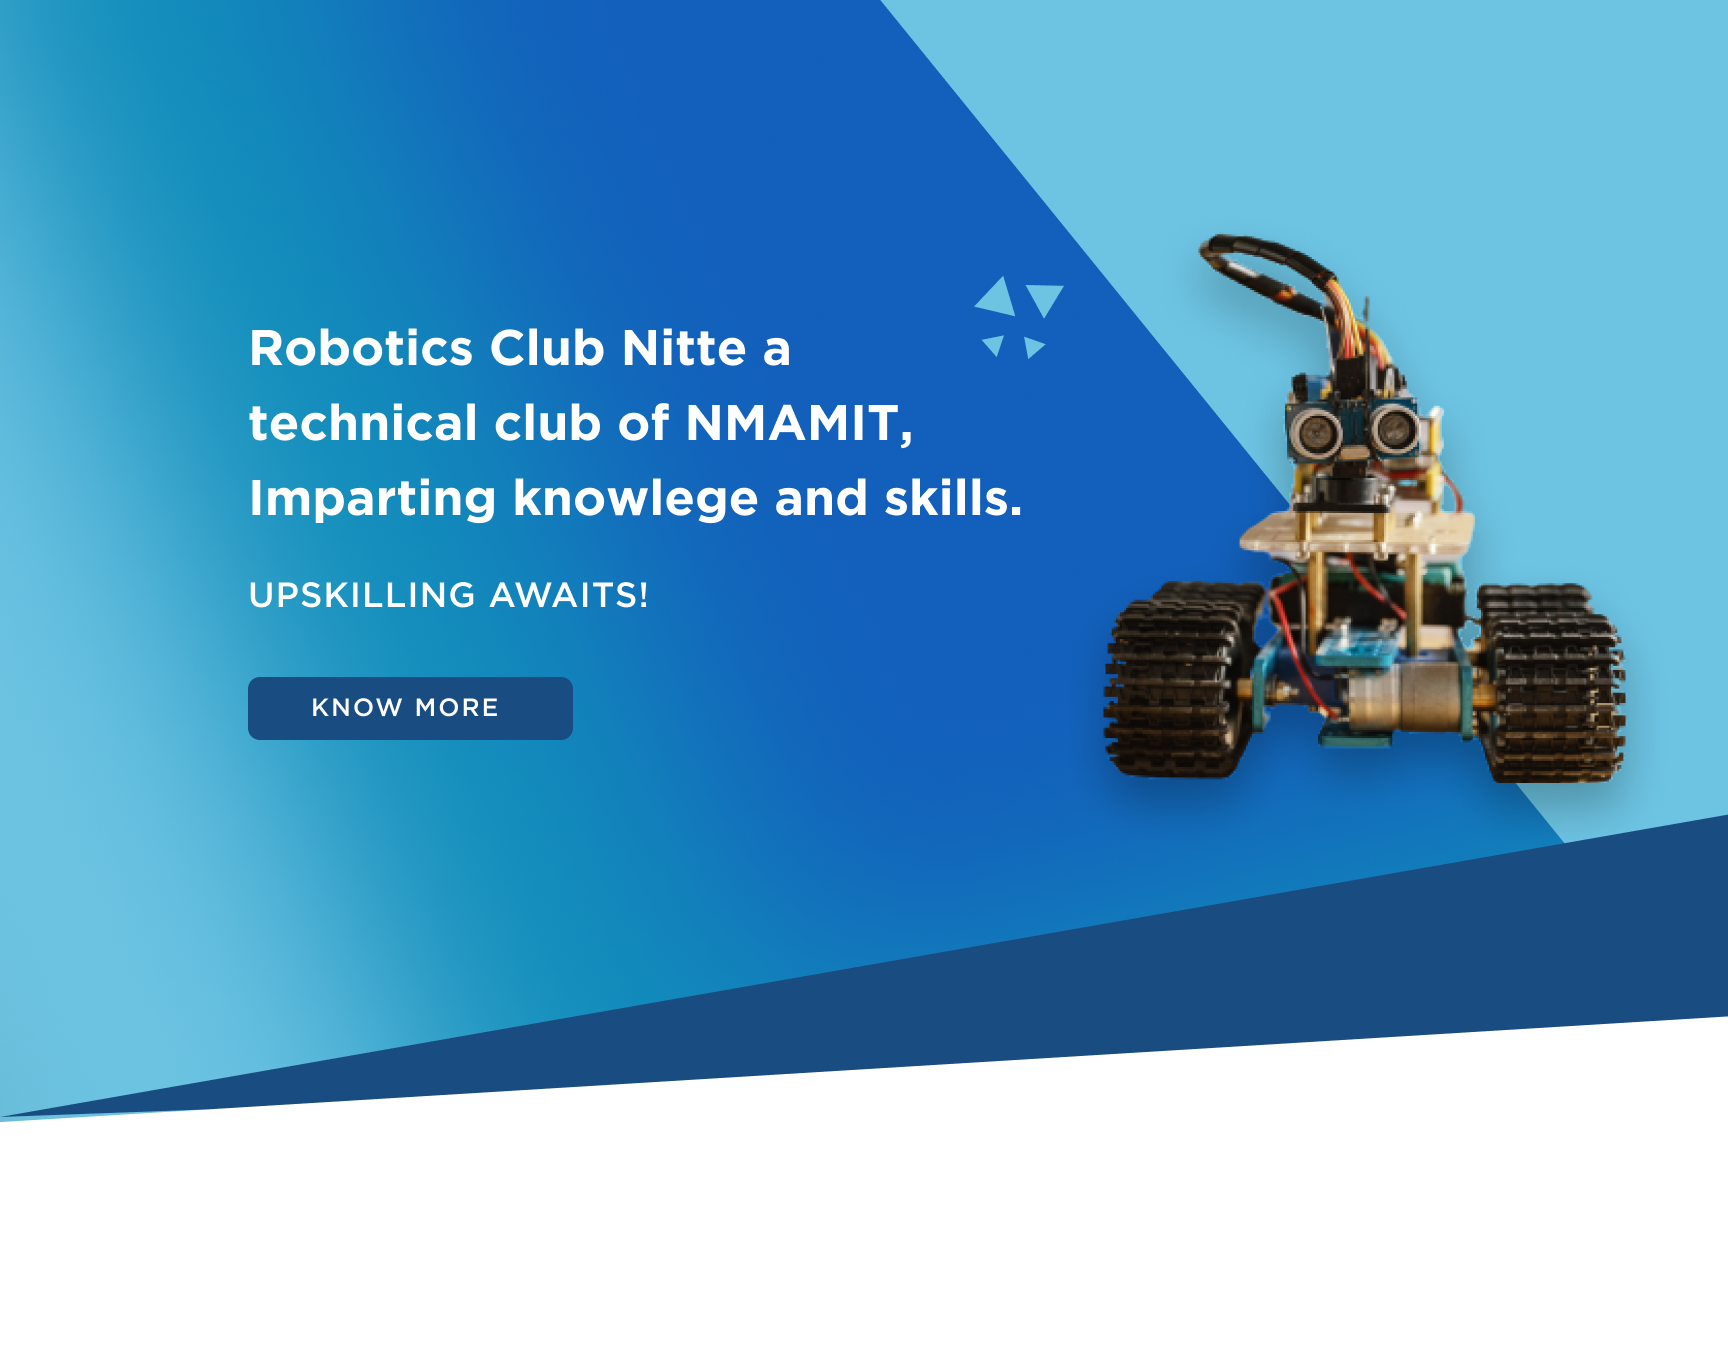 Robotics Club Nitte a
technical club of NMAMIT,
Imparting knowlege and skills.
UPSKILLING AWAITS!
KNOW MORE